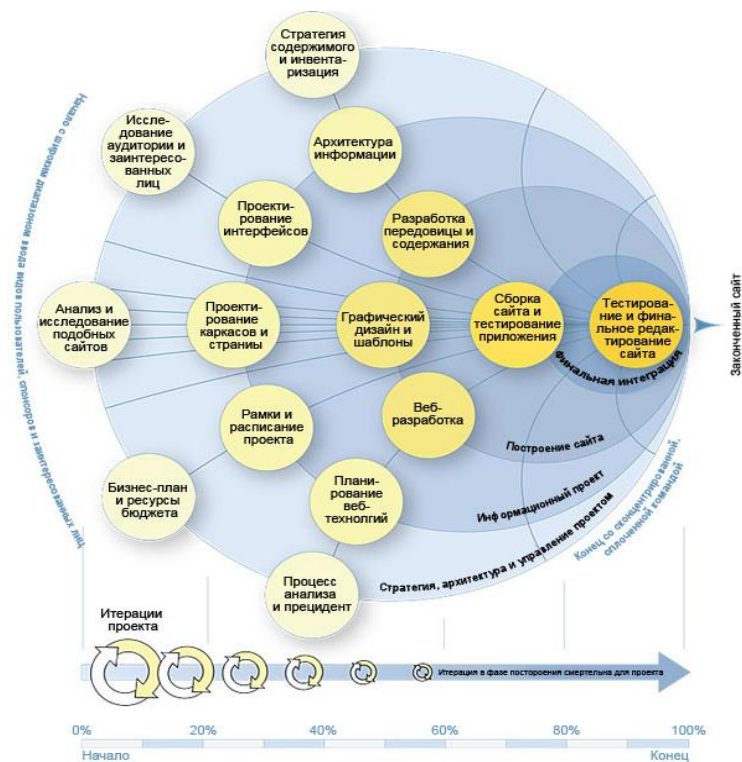 Стратегия
содержимого
и инвента-
ризация
Иссле-
дование
аудитории и
заинтересо-
ванных
лиц
Архитектура
информации
Проекти-
рование
интерфейсов
Разработка
передовицы и
содержания
Анализ и
исследование
подобных
сайтов
Проекти-
рование
каркасов и
страниы
Графический
дизайн и
шаблоны
Сборка
сайта и
тестирование
приложения
Тестирова-
ние и фина-
льное редак-
тирование
сайта
Рамки и
расписание
проекта
Веб-
разработка
Бизнес-план
и ресурсы
бюджета
Плани-
рование
веб-
технолгий
Процесс
анализа
и прецидент
Начало с широким диапазоном ввода видов пользователей, спонсоров и заинтересованных лиц
финальная интеграция
Построение сайта
Информационный проект
Стратегия, архитектура и управление проектом
Конец со сконцентрированной,
сплоченной командой
Законченный сайт
Итерации
проекта
Итерация в фазе постороения смертельна для проекта
0% 20% 40% 60% 80% 100%
Начало Конец